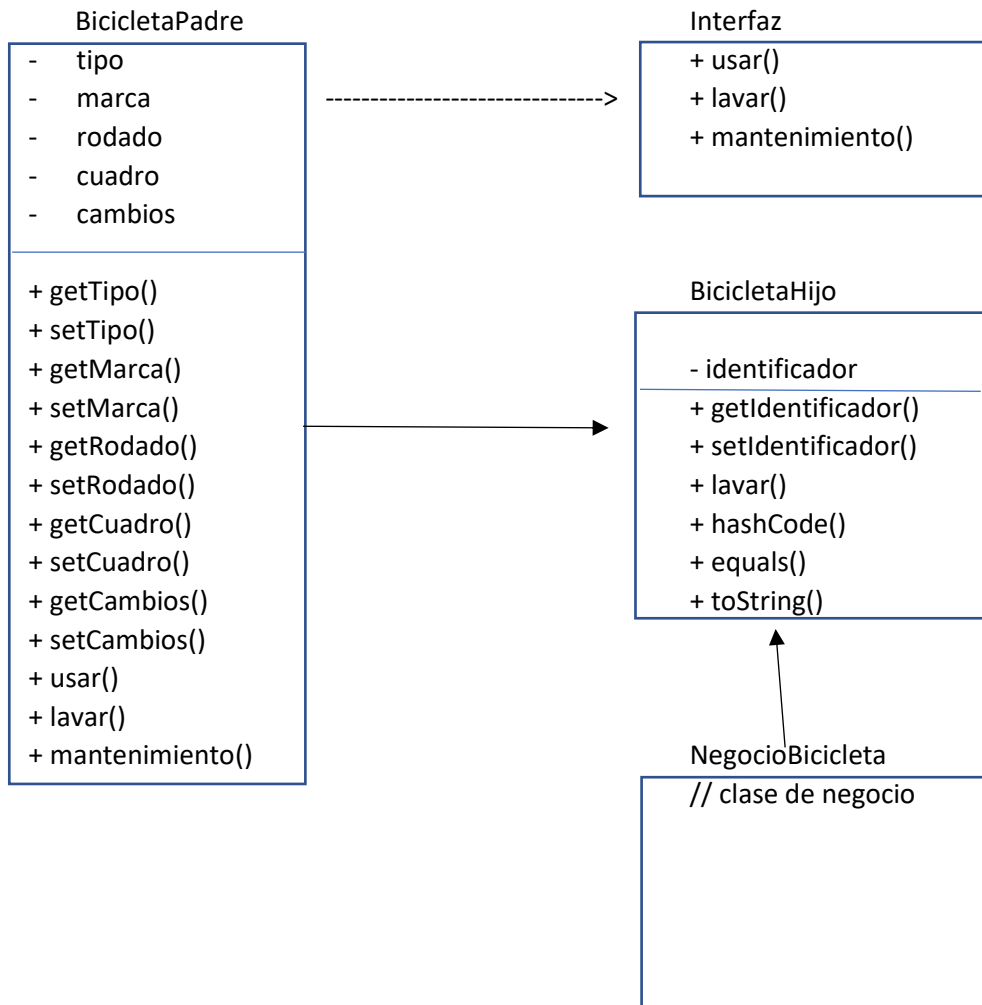 BicicletaPadre
- tipo
- marca
- rodado
- cuadro
- cambios
+ getTipo()
+ setTipo()
+ getMarca()
+ setMarca()
+ getRodado()
+ setRodado()
+ getCuadro()
+ setCuadro()
+ getCambios()
+ setCambios()
+ usar()
+ lavar()
+ mantenimiento()
Interfaz
+ usar()
+ lavar()
+ mantenimiento()
BicicletaHijo
- identificador
+ getIdentificador()
+ setIdentificador()
+ lavar()
+ hashCode()
+ equals()
+ toString()
NegocioBicicleta
// clase de negocio